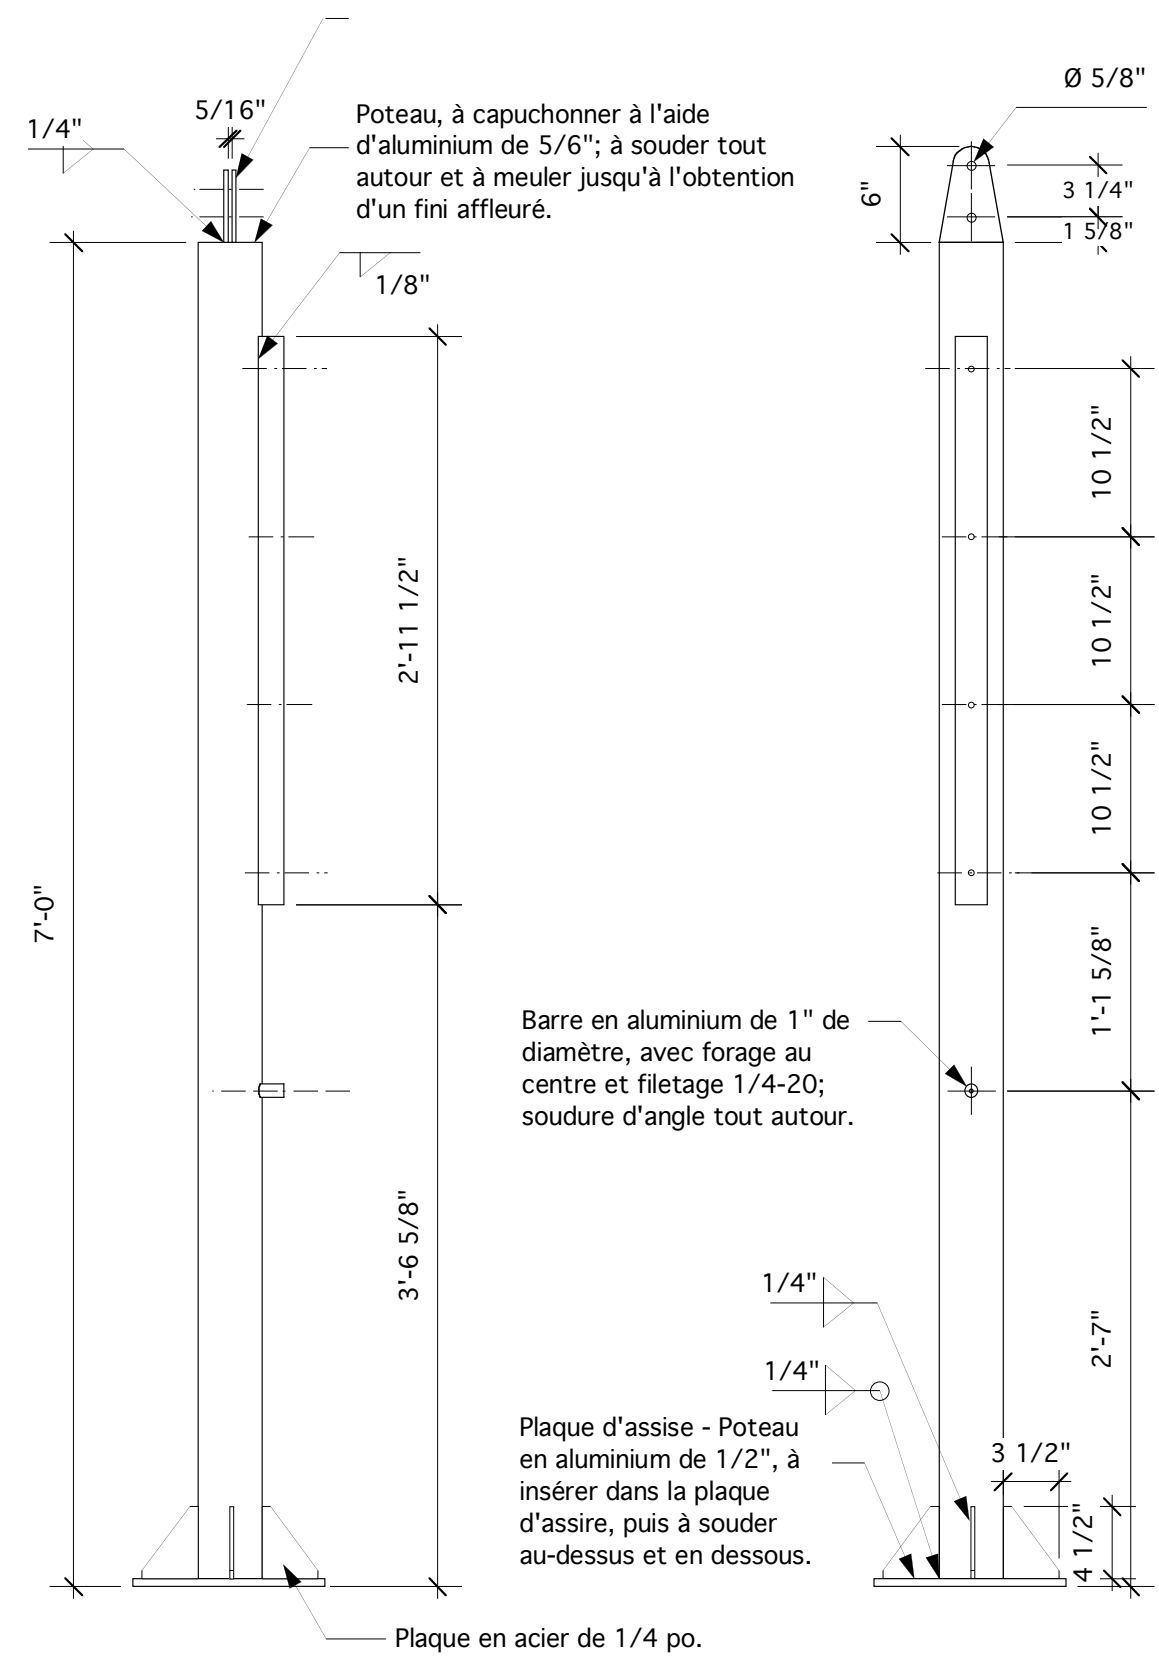 5/16"
1/4"
Poteau, à capuchonner à l'aide
d'aluminium de 5/6"; à souder tout
autour et à meuler jusqu'à l'obtention
d'un fini affleuré.
1/8"
Ø 5/8"
6"
3 1/4"
1 5/8"
10 1/2"
10 1/2"
10 1/2"
2'-11 1/2"
7'-0"
1'-1 5/8"
Barre en aluminium de 1" de
diamètre, avec forage au
centre et filetage 1/4-20;
soudure d'angle tout autour.
3'-6 5/8"
1/4"
2'-7"
1/4"
Plaque d'assise - Poteau
en aluminium de 1/2", à
insérer dans la plaque
d'assire, puis à souder
au-dessus et en dessous.
3 1/2"
4 1/2"
Plaque en acier de 1/4 po.